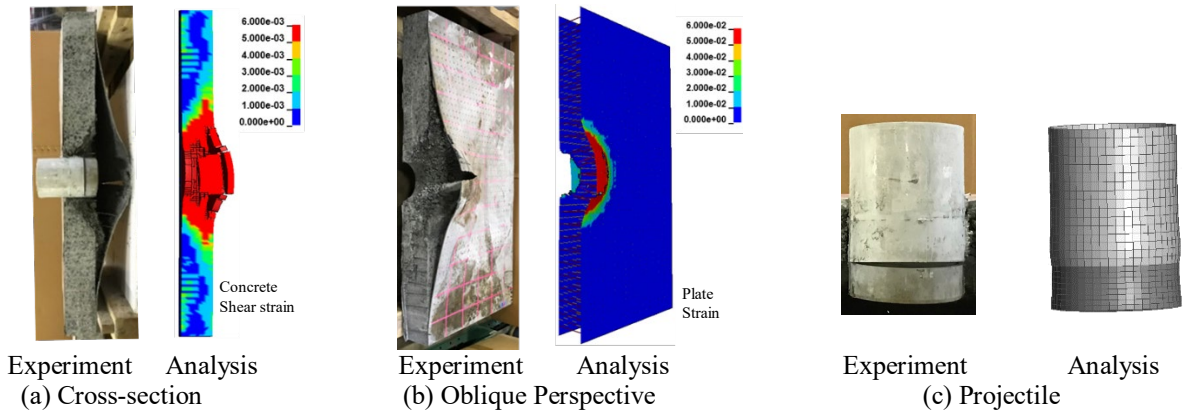 6.000e-03
5.000e-03
4.000e-03
3.000e-03
2.000e-03
1.000e-03
0.000e+00
Concrete
Shear strain
6.000e-02
5.000e-02
4.000e-02
3.000e-02
2.000e-02
1.000e-02
0.000e+00
Plate
Strain
Experiment Analysis
(a) Cross-section
Experiment Analysis
(b) Oblique Perspective
Experiment Analysis
(c) Projectile